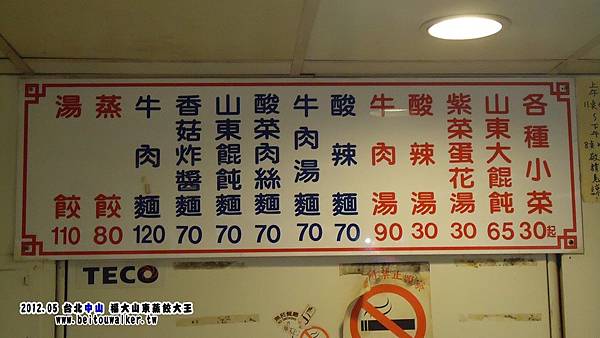 各種小菜 30起
山東大餛飩 65
紫菜蛋花湯 30
酸辣湯 30
牛肉湯 90
酸辣麵 70
牛肉湯麵 70
酸菜肉絲麵 70
山東餛飩麵 70
香菇炸醬麵 70
牛肉麵 120
蒸餃 80
湯餃 110
TECO
2012.05 台北中山 福大山東蒸餃大王
www.beitouwalker.tw